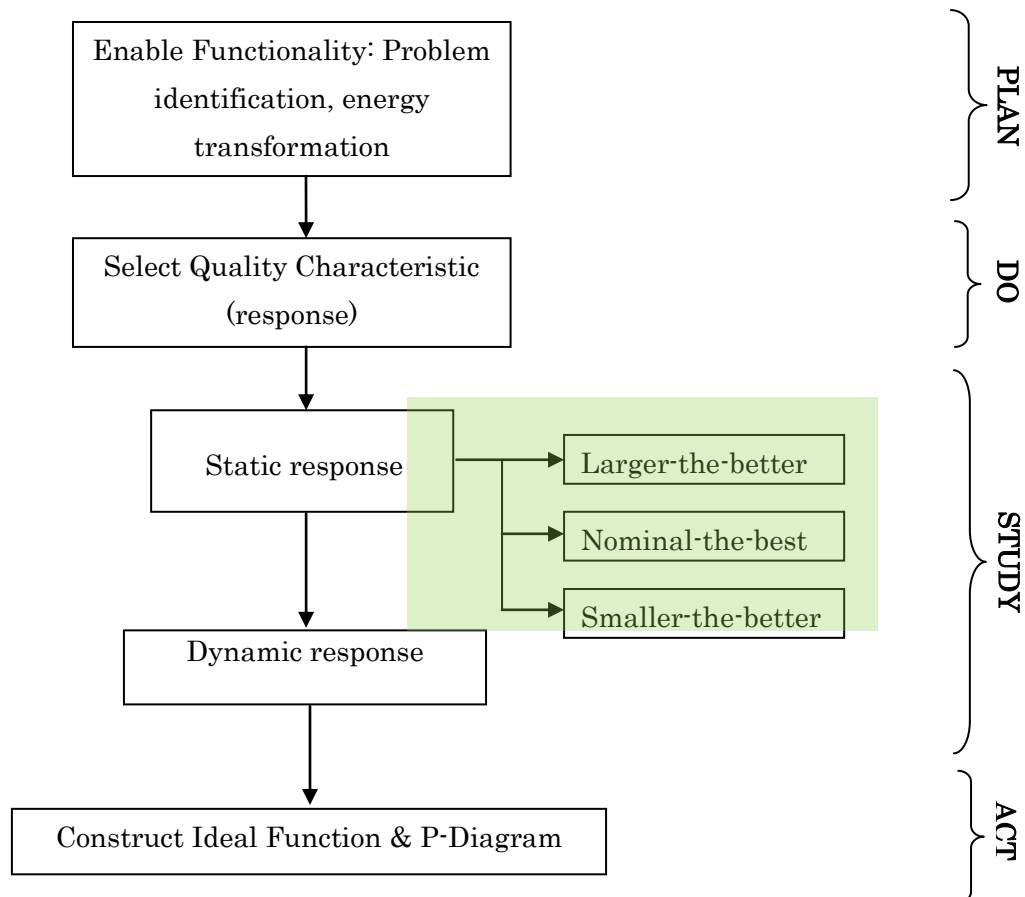 Enable Functionality: Problem
identification, energy
transformation
PLAN
Select Quality Characteristic
(response)
DO
Static response
Larger-the-better
Nominal-the-best
Smaller-the-better
STUDY
Dynamic response
Construct Ideal Function & P-Diagram
ACT